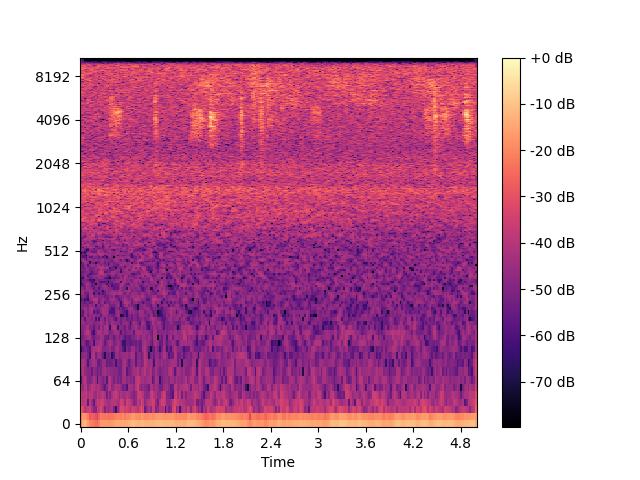 8192
4096
2048
1024
512
256
128
64
0
Hz
0 0.6 1.2 1.8 2.4 3 3.6 4.2 4.8
Time
+0 dB
-10 dB
-20 dB
-30 dB
-40 dB
-50 dB
-60 dB
-70 dB